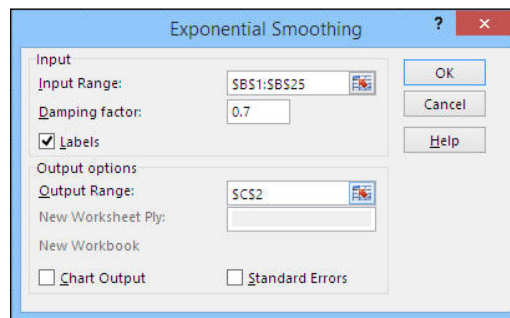 Exponential Smoothing
?
×
Input
Input Range:
$B$1:$B$25
OK
Damping factor:
0.7
Cancel
Labels
Help
Output options
Output Range:
$C$2
New Worksheet Ply:
New Workbook
Chart Output
Standard Errors